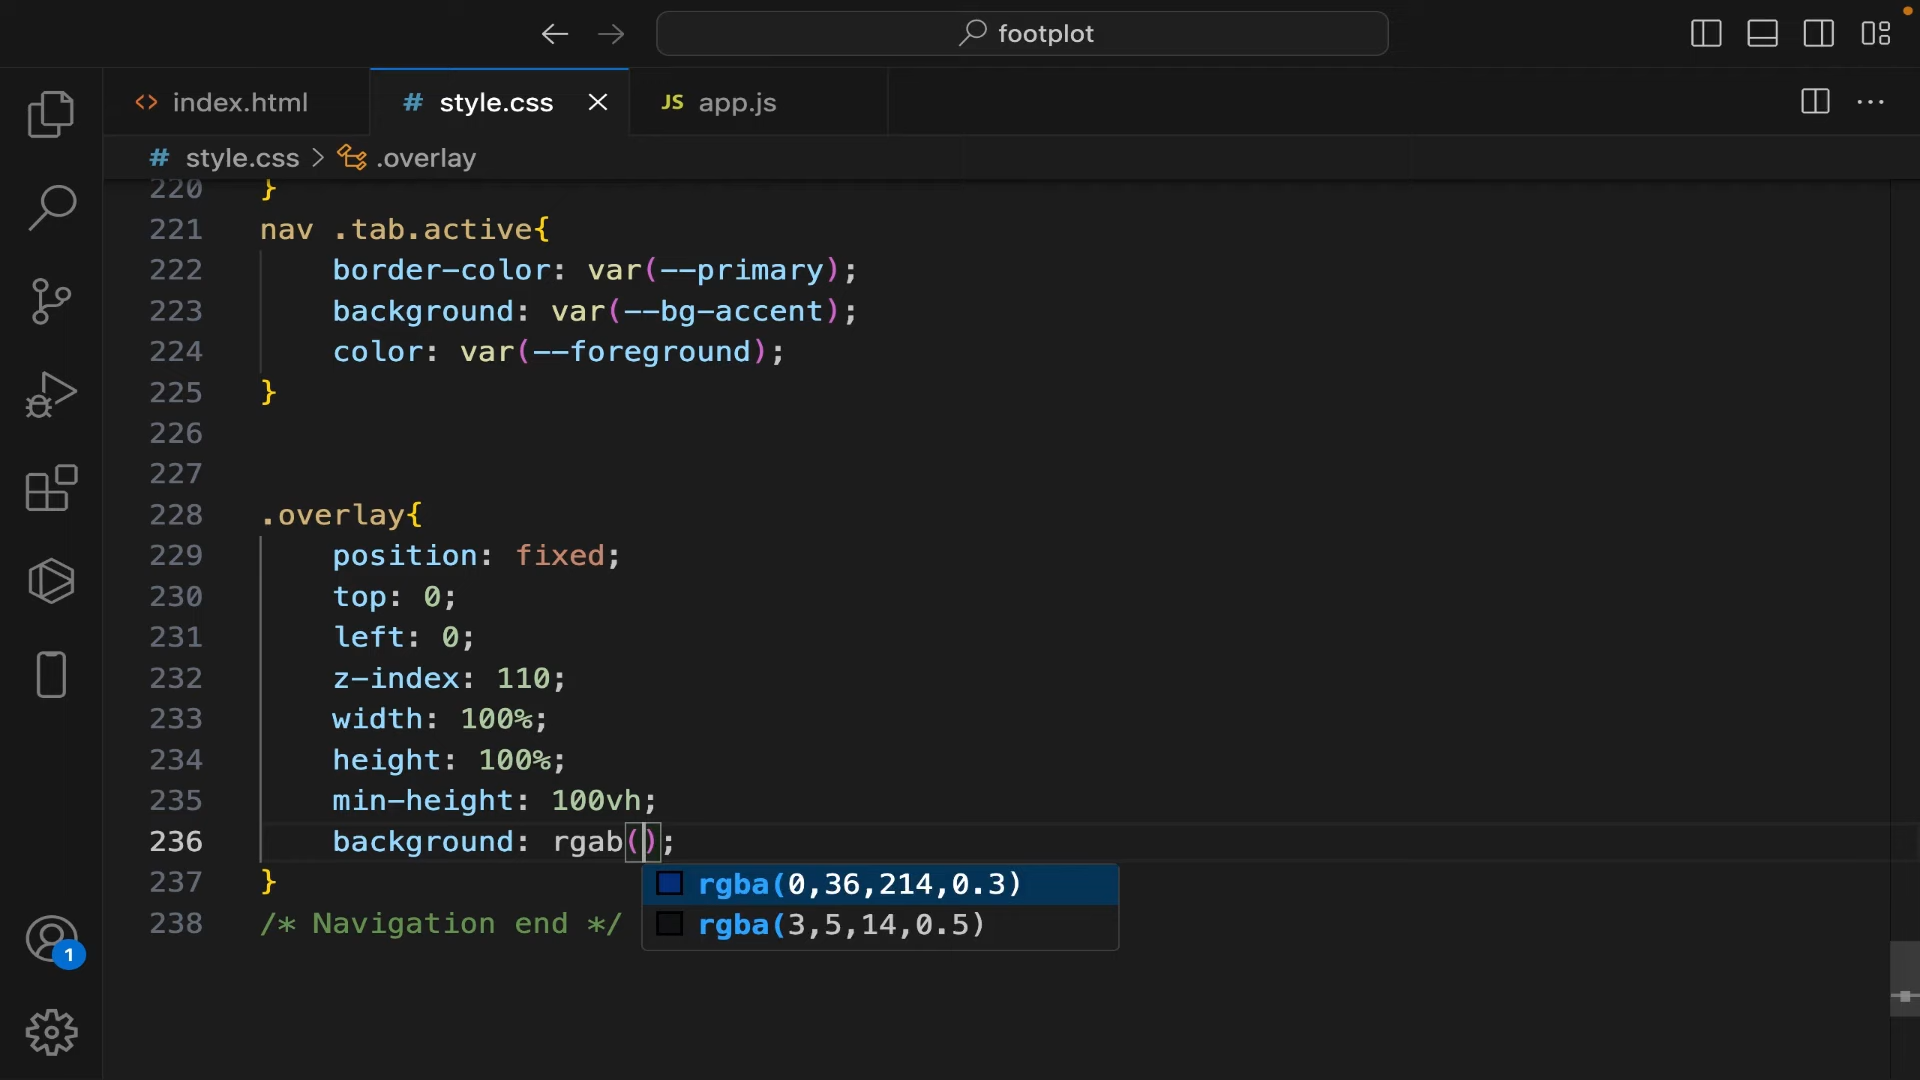 footplot
<> index.html
# style.css
JS app.js
# style.css > .overlay
220 }
221 nav .tab.active{
222 border-color: var(--primary);
223 background: var(--bg-accent);
224 color: var(--foreground);
225 }
226
227
228 .overlay{
229 position: fixed;
230 top: 0;
231 left: 0;
232 z-index: 110;
233 width: 100%;
234 height: 100%;
235 min-height: 100vh;
236 background: rgab();
237 }
rgba(0,36,214,0.3)
238 /* Navigation end */
rgba(3,5,14,0.5)
1